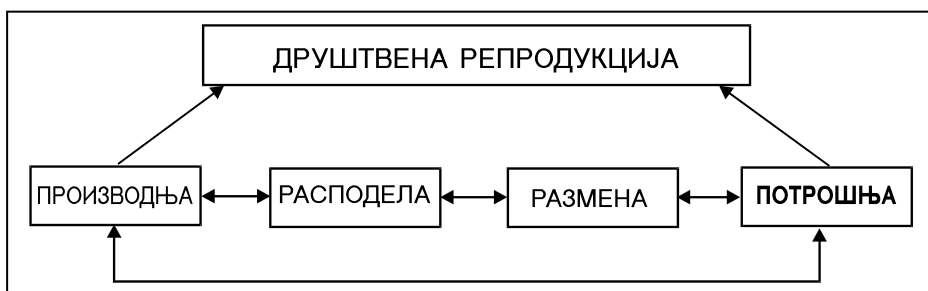 ДРУШТВЕНА РЕПРОДУКЦИЈА
ПРОИЗВОДЊА
РАСПОДЕЛА
РАЗМЕНА
ПОТРОШЊА